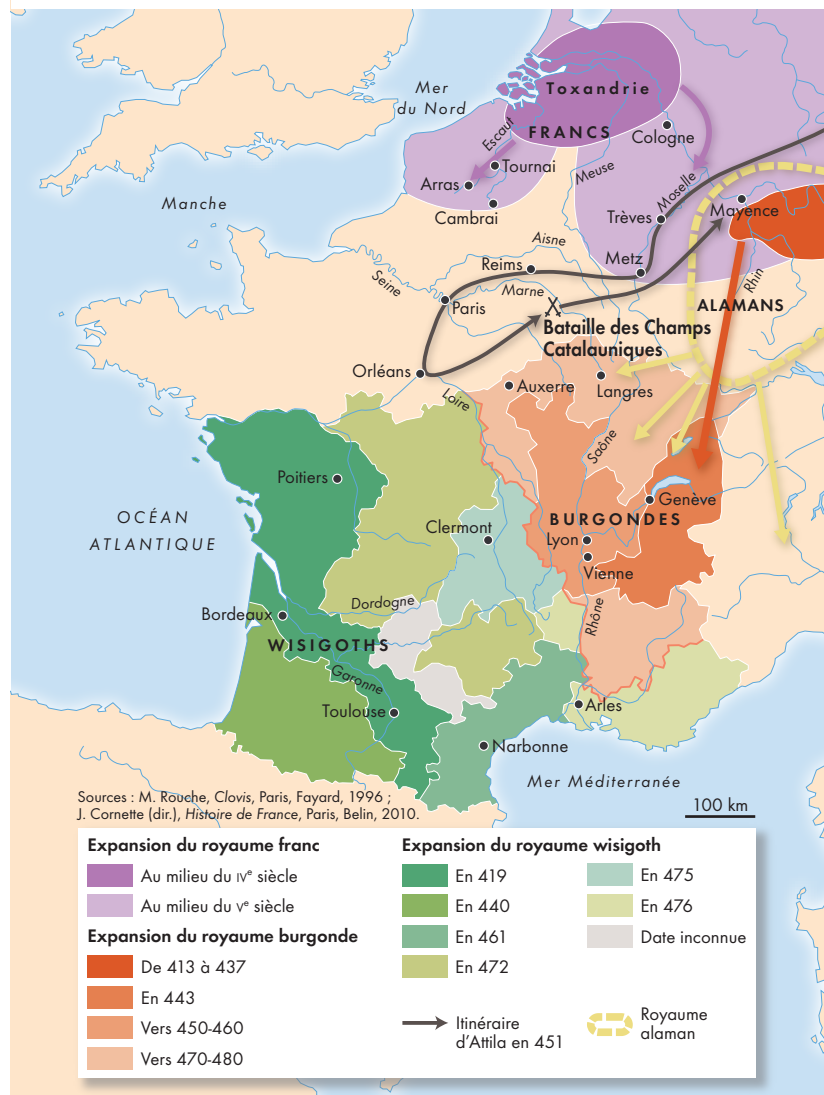 Mer
du Nord
Toxandrie
FRANCS
Escaut
Cologne
Tournai
Meuse
Moselle
Arras
Manche
Cambrai
Trèves
Mayence
Aisne
Reims
Metz
Seine
Marne
Rhin
Paris
ALAMANS
Bataille des Champs
Catalauniques
Orléans
Auxerre
Langres
Loire
Saône
Poitiers
Genève
OCÉAN
ATLANTIQUE
Clermont
BURGONDES
Lyon
Vienne
Dordogne
Bordeaux
Rhône
WISIGOTHS
Garonne
Toulouse
Arles
Narbonne
Mer Méditerranée
Sources : M. Rouche, Clovis, Paris, Fayard, 1996 ;
J. Cornette (dir.), Histoire de France, Paris, Belin, 2010.
100 km
Expansion du royaume franc
Au milieu du IVe siècle
Au milieu du Ve siècle
Expansion du royaume burgonde
De 413 à 437
En 443
Vers 450-460
Vers 470-480
Expansion du royaume wisigoth
En 419
En 440
En 461
En 472
En 475
En 476
Date inconnue
Itinéraire
d'Attila en 451
Royaume
alaman